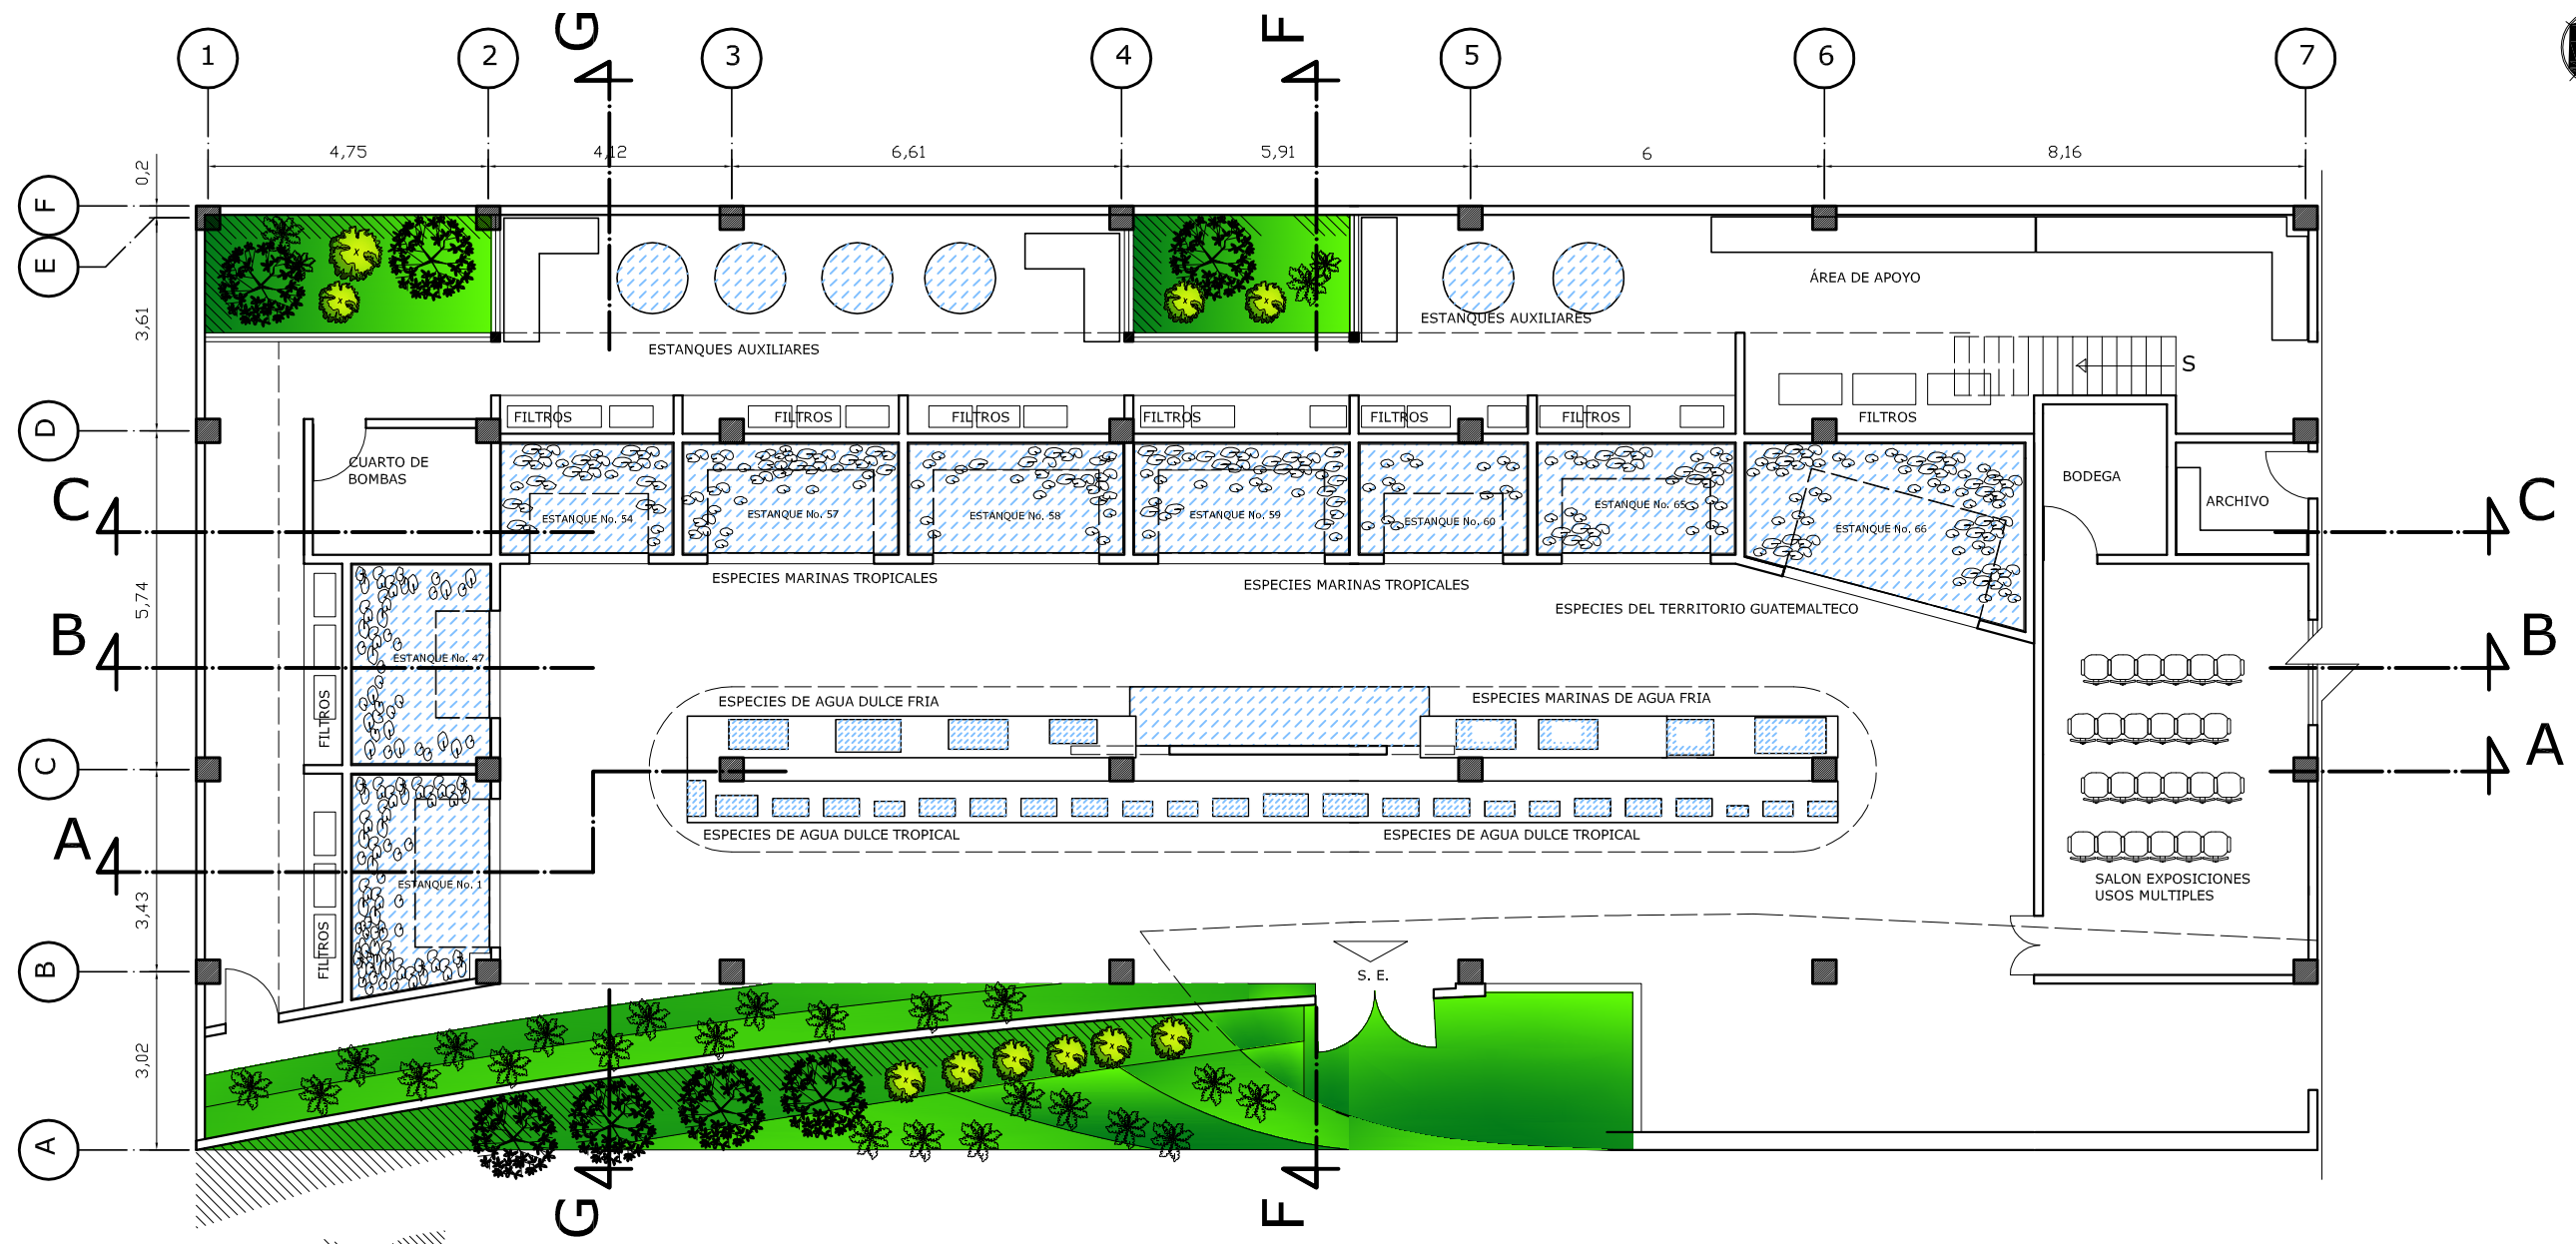 G
F
1
2
3
4
5
6
7
4,75
4,12
6,61
5,91
6
8,16
0,2
F
E
3,61
ÁREA DE APOYO
ESTANQUES AUXILIARES
ESTANQUES AUXILIARES
S
D
FILTROS
FILTROS
FILTROS
FILTROS
FILTROS
FILTROS
FILTROS
CUARTO DE
BOMBAS
BODEGA
ARCHIVO
C
C
ESTANQUE No. 54
ESTANQUE No. 57
ESTANQUE No. 58
ESTANQUE No. 59
ESTANQUE No. 60
ESTANQUE No. 65
ESTANQUE No. 66
ESPECIES MARINAS TROPICALES
ESPECIES MARINAS TROPICALES
ESPECIES DEL TERRITORIO GUATEMALTECO
5,74
B
B
ESTANQUE No. 47
FILTROS
ESPECIES DE AGUA DULCE FRIA
ESPECIES MARINAS DE AGUA FRIA
C
A
A
ESPECIES DE AGUA DULCE TROPICAL
ESPECIES DE AGUA DULCE TROPICAL
ESTANQUE No. 1
SALON EXPOSICIONES
USOS MULTIPLES
3,43
FILTROS
B
S. E.
3,02
A
G
F